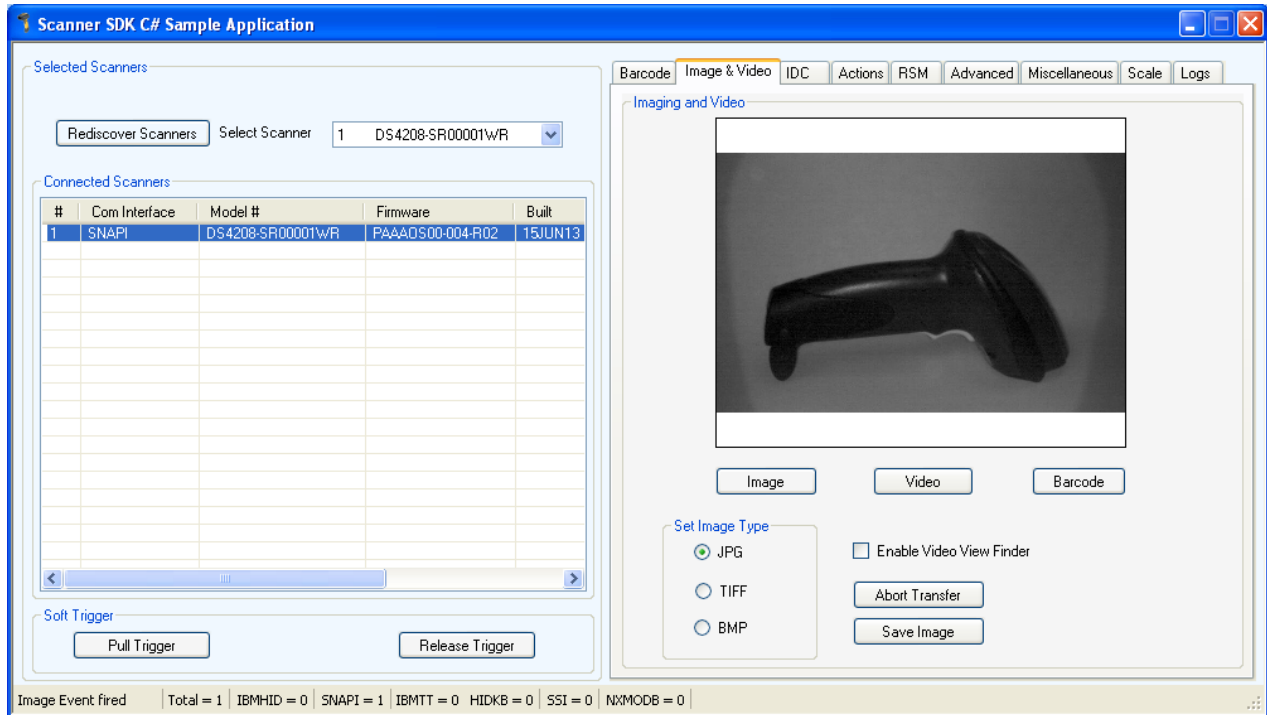 Scanner SDK C# Sample Application
Selected Scanners
Rediscover Scanners Select Scanner 1 DS4208-SR00001WR
Connected Scanners
# Com Interface Model # Firmware Built
1 SNAPI DS4208-SR00001WR PAAAOS00-004-R02 15JUN13
Soft Trigger
Pull Trigger Release Trigger
Barcode Image & Video IDC Actions RSM Advanced Miscellaneous Scale Logs
Imaging and Video
Image Video Barcode
Set Image Type
JPG
TIFF
BMP
Enable Video View Finder
Abort Transfer
Save Image
Image Event fired Total = 1 IBMHID = 0 SNAPI = 1 IBMTT = 0 HIDKB = 0 SSI = 0 NXMODB = 0